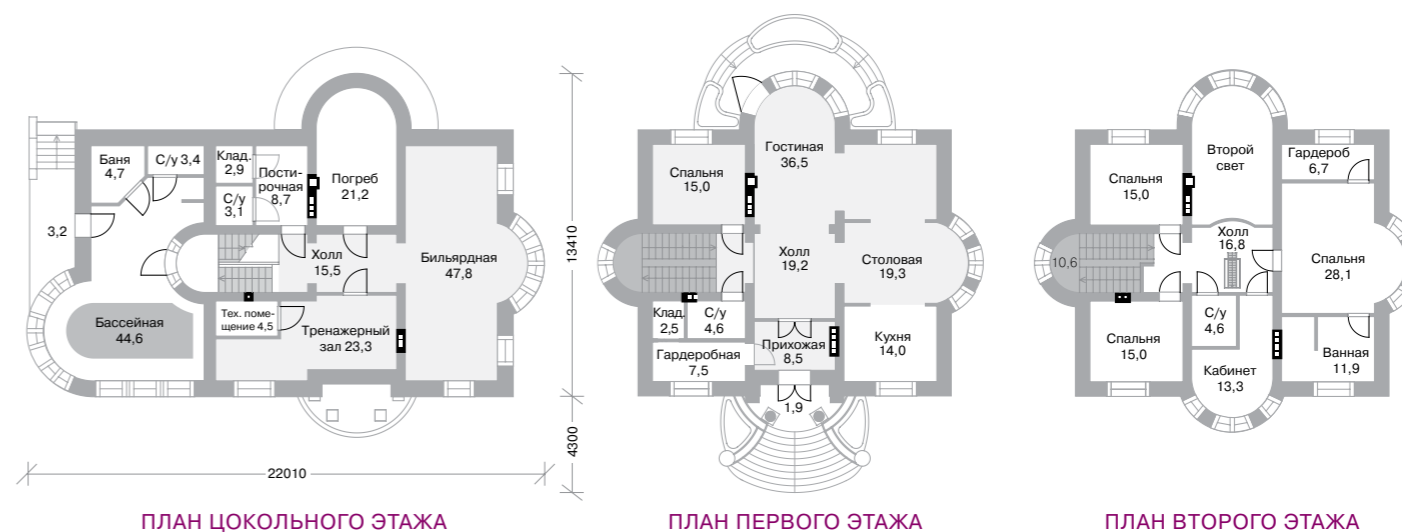 Баня
4,7
С/у 3,4
Клад.
2,9
С/у
3,1
Пости-
рочная
8,7
Погреб
21,2
3,2
Холл
15,5
Бильярдная
47,8
Бассейная
44,6
Тех. поме-
щение 4,5
Тренажерный
зал 23,3
22010
13410
4300
ПЛАН ЦОКОЛЬНОГО ЭТАЖА
Гостиная
36,5
Спальня
15,0
Холл
19,2
Столовая
19,3
Клад.
2,5
С/у
4,6
Гардеробная
7,5
Прихожая
8,5
Кухня
14,0
1,9
ПЛАН ПЕРВОГО ЭТАЖА
Второй
свет
Гардероб
6,7
Спальня
15,0
Холл
16,8
10,6
Спальня
28,1
Спальня
15,0
С/у
4,6
Кабинет
13,3
Ванная
11,9
ПЛАН ВТОРОГО ЭТАЖА